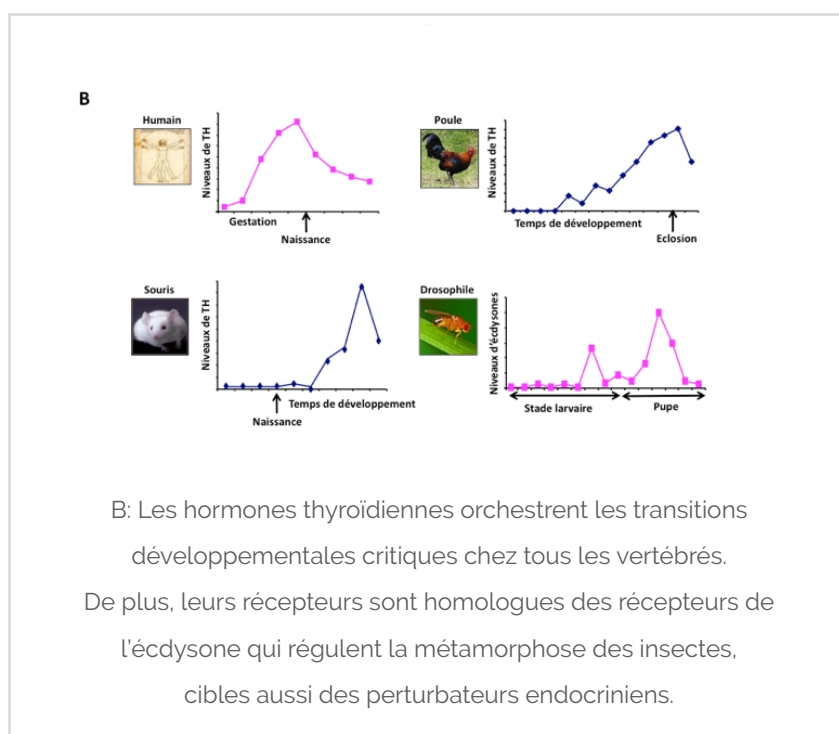 B
Humain
Niveaux de TH
Gestation
Naissance
Poule
Niveaux de TH
Temps de développement
Eclosion
Souris
Niveaux de TH
Temps de développement
Naissance
Drosophile
Niveaux d'écdysones
Stade larvaire
Pupe
B: Les hormones thyroïdiennes orchestrent les transitions
développementales critiques chez tous les vertébrés.
De plus, leurs récepteurs sont homologues des récepteurs de
l'écdysone qui régulent la métamorphose des insectes,
cibles aussi des perturbateurs endocriniens.